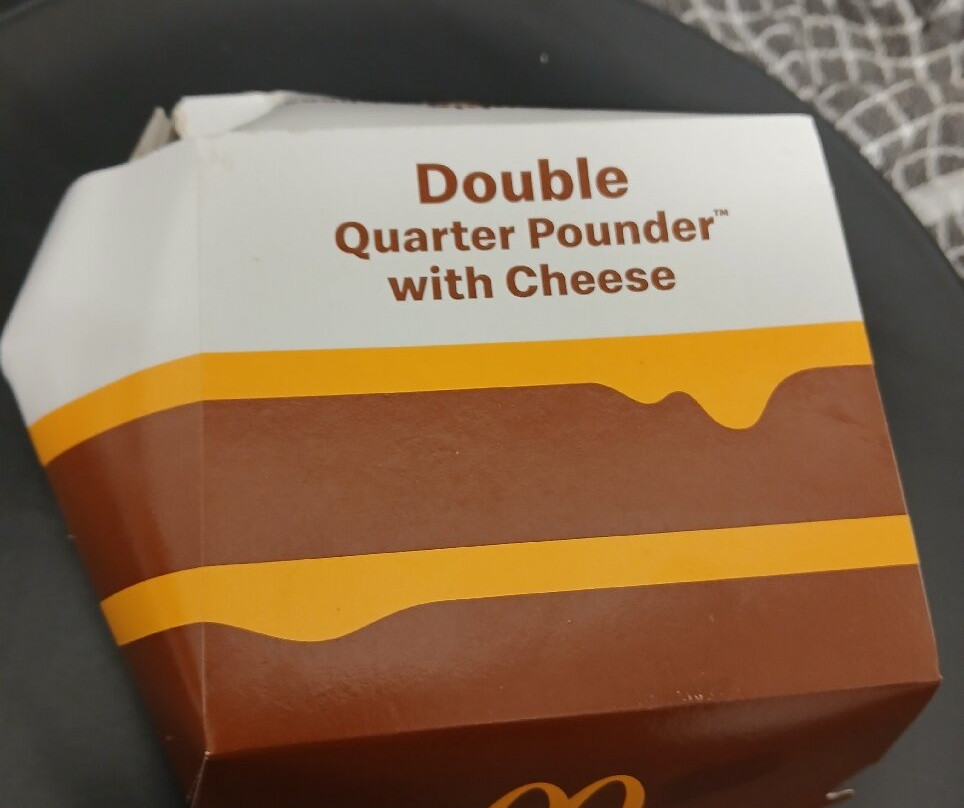 Double
Quarter Pounder™
with Cheese